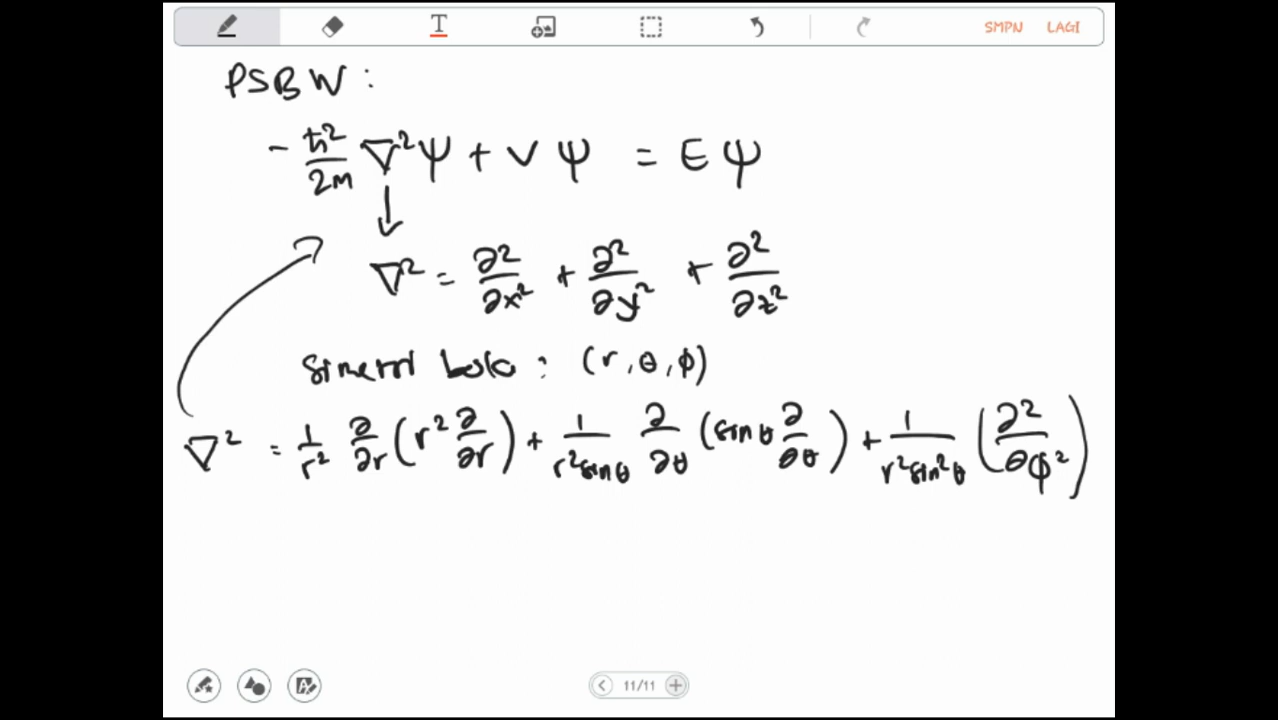 T SMPN LAGI
PSBW:
- ħ²/2m ∇²Ψ + VΨ = EΨ
∇² = ∂²/∂x² + ∂²/∂y² + ∂²/∂z²
Simetri bola : (r, θ, φ)
∇² = 1/r² ∂/∂r (r² ∂/∂r) + 1/r² sin θ ∂/∂θ (sin θ ∂/∂θ) + 1/r² sin² θ (∂²/∂φ²)
11/11